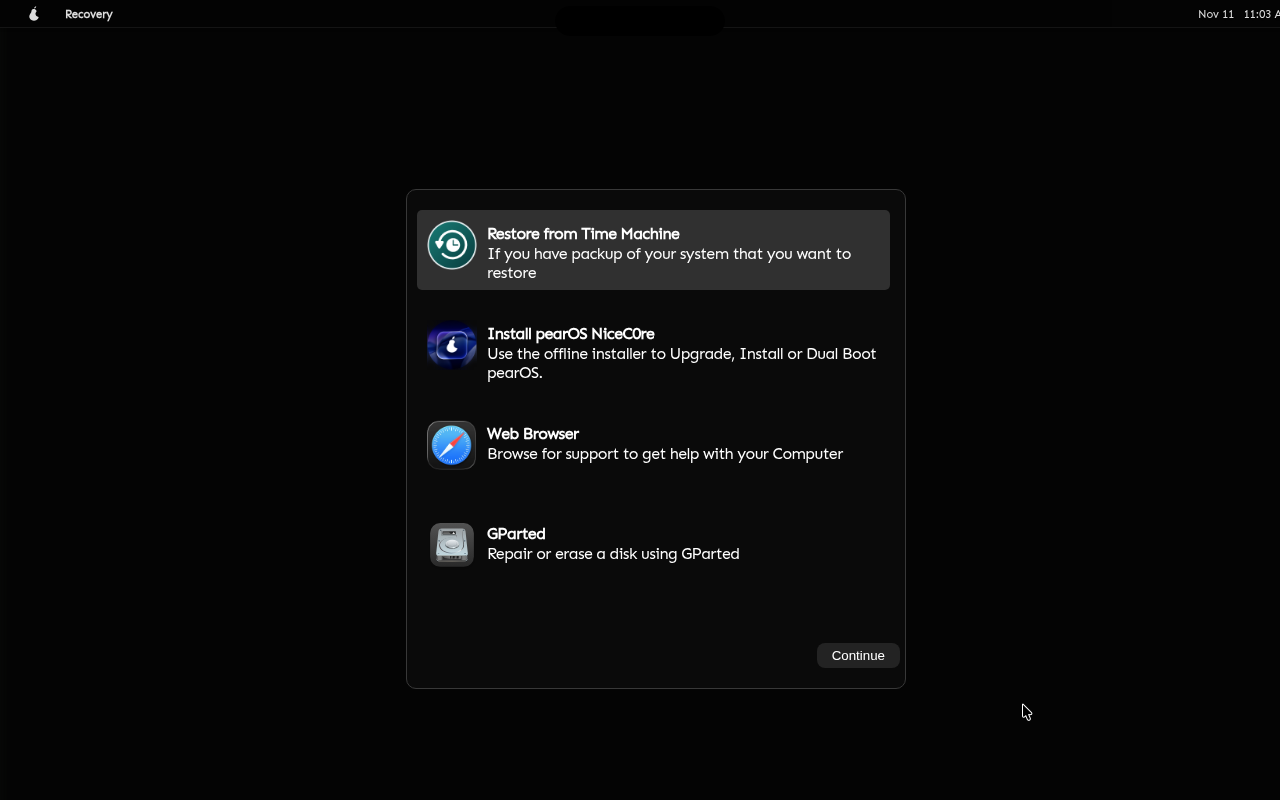 Recovery
Nov 11 11:03 A
Restore from Time Machine
If you have packup of your system that you want to
restore
Install pearOS NiceC0re
Use the offline installer to Upgrade, Install or Dual Boot
pearOS.
Web Browser
Browse for support to get help with your Computer
GParted
Repair or erase a disk using GParted
Continue